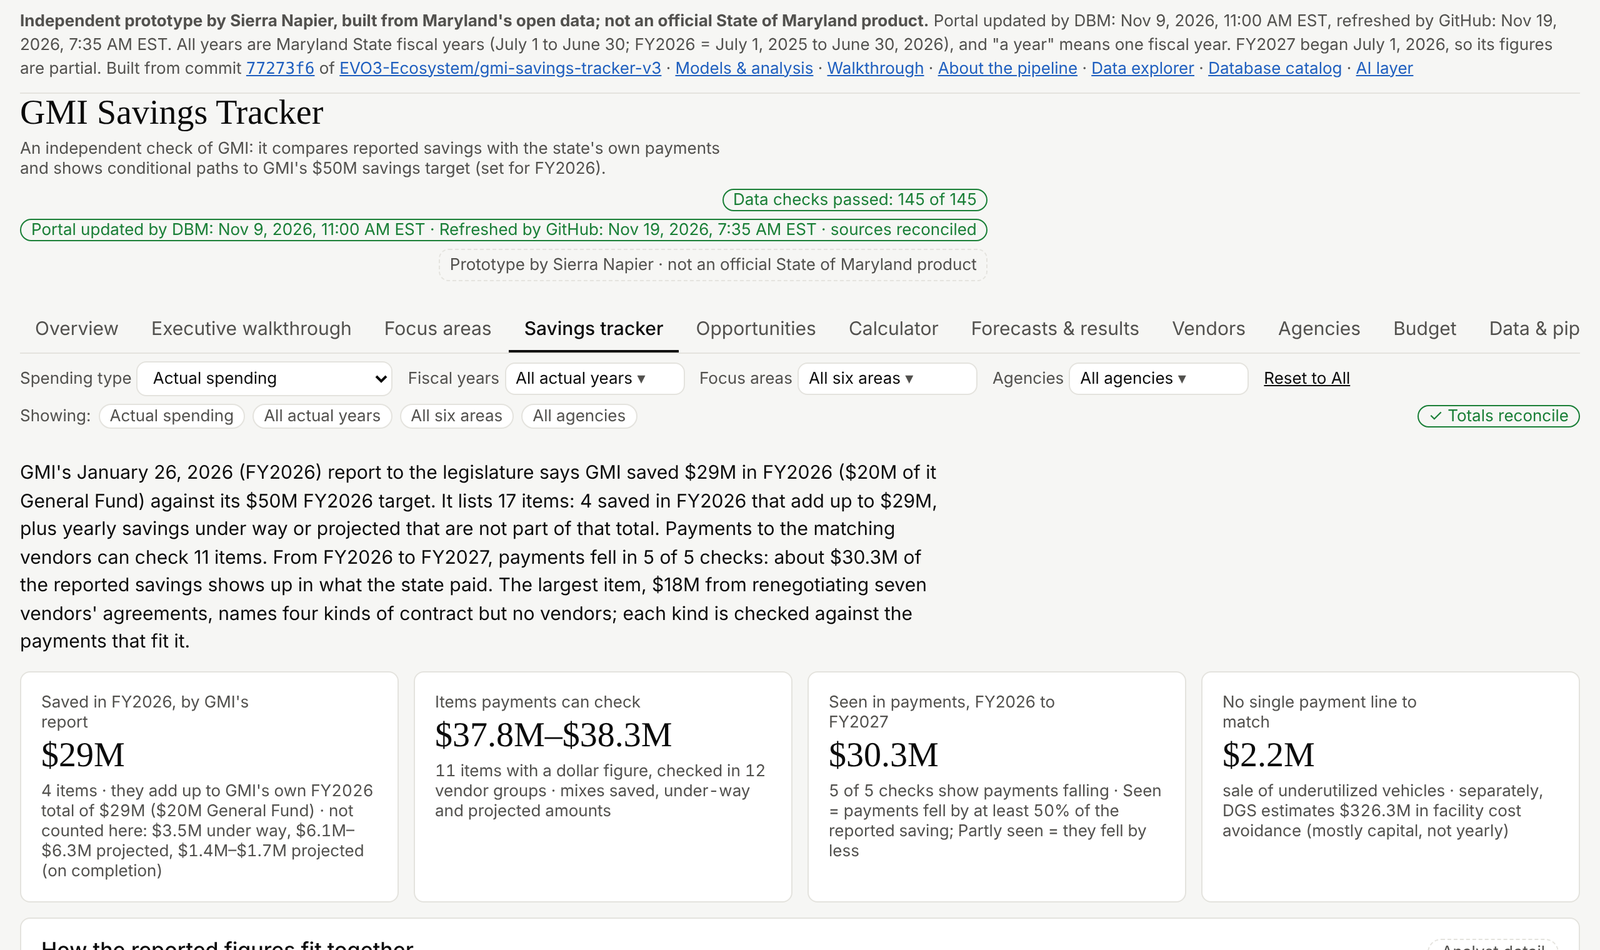 Independent prototype by Sierra Napier, built from Maryland's open data; not an official State of Maryland product. Portal updated by DBM: Nov 9, 2026, 11:00 AM EST, refreshed by GitHub: Nov 19,
2026, 7:35 AM EST. All years are Maryland State fiscal years (July 1 to June 30; FY2026 = July 1, 2025 to June 30, 2026), and "a year" means one fiscal year. FY2027 began July 1, 2026, so its figures
are partial. Built from commit 77273f6 of EVO3-Ecosystem/gmi-savings-tracker-v3 · Models & analysis · Walkthrough · About the pipeline · Data explorer · Database catalog · AI layer
GMI Savings Tracker
An independent check of GMI: it compares reported savings with the state's own payments
and shows conditional paths to GMI's $50M savings target (set for FY2026).
Data checks passed: 145 of 145
Portal updated by DBM: Nov 9, 2026, 11:00 AM EST · Refreshed by GitHub: Nov 19, 2026, 7:35 AM EST · sources reconciled
Prototype by Sierra Napier · not an official State of Maryland product
Overview Executive walkthrough Focus areas Savings tracker Opportunities Calculator Forecasts & results Vendors Agencies Budget Data & pip
Spending type Actual spending Fiscal years All actual years ▾ Focus areas All six areas ▾ Agencies All agencies ▾ Reset to All
Showing: Actual spending All actual years All six areas All agencies ✓ Totals reconcile
GMI's January 26, 2026 (FY2026) report to the legislature says GMI saved $29M in FY2026 ($20M of it
General Fund) against its $50M FY2026 target. It lists 17 items: 4 saved in FY2026 that add up to $29M,
plus yearly savings under way or projected that are not part of that total. Payments to the matching
vendors can check 11 items. From FY2026 to FY2027, payments fell in 5 of 5 checks: about $30.3M of
the reported savings shows up in what the state paid. The largest item, $18M from renegotiating seven
vendors' agreements, names four kinds of contract but no vendors; each kind is checked against the
payments that fit it.
Saved in FY2026, by GMI's
report
$29M
4 items · they add up to GMI's own FY2026
total of $29M ($20M General Fund) · not
counted here: $3.5M under way, $6.1M–
$6.3M projected, $1.4M–$1.7M projected
(on completion)
Items payments can check
$37.8M–$38.3M
11 items with a dollar figure, checked in 12
vendor groups · mixes saved, under-way
and projected amounts
Seen in payments, FY2026 to
FY2027
$30.3M
5 of 5 checks show payments falling · Seen
= payments fell by at least 50% of the
reported saving; Partly seen = they fell by
less
No single payment line to
match
$2.2M
sale of underutilized vehicles · separately,
DGS estimates $326.3M in facility cost
avoidance (mostly capital, not yearly)
How the reported figures fit together
Analyst detail